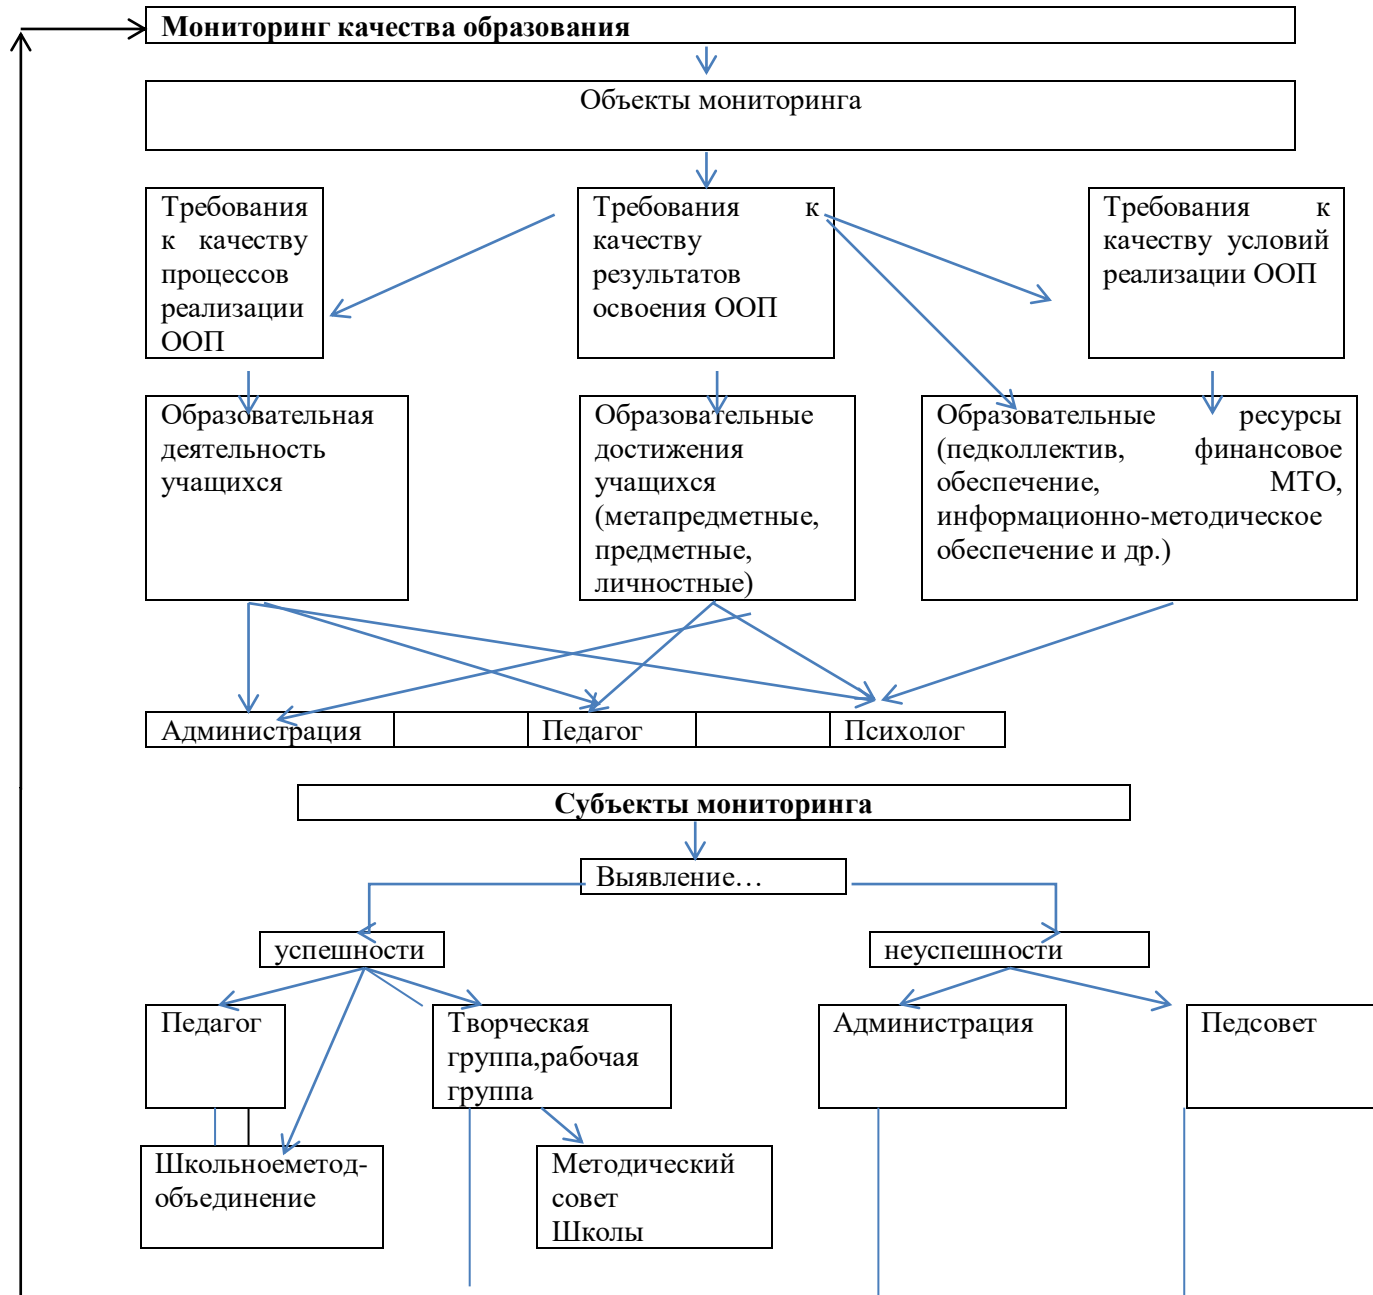 Мониторинг качества образования
Объекты мониторинга
Требования
к качеству
процессов
реализации
ООП
Требования к
качеству
результатов
освоения ООП
Требования к
качеству условий
реализации ООП
Образовательная
деятельность
учащихся
Образовательные
достижения
учащихся
(метапредметные,
предметные,
личностные)
Образовательные ресурсы
(педколлектив, финансовое
обеспечение, МТО,
информационно-методическое
обеспечение и др.)
Администрация
Педагог
Психолог
Субъекты мониторинга
Выявление…
успешности
неуспешности
Педагог
Творческая
группа,рабочая
группа
Администрация
Педсовет
Школьноеметод-
объединение
Методический
совет
Школы